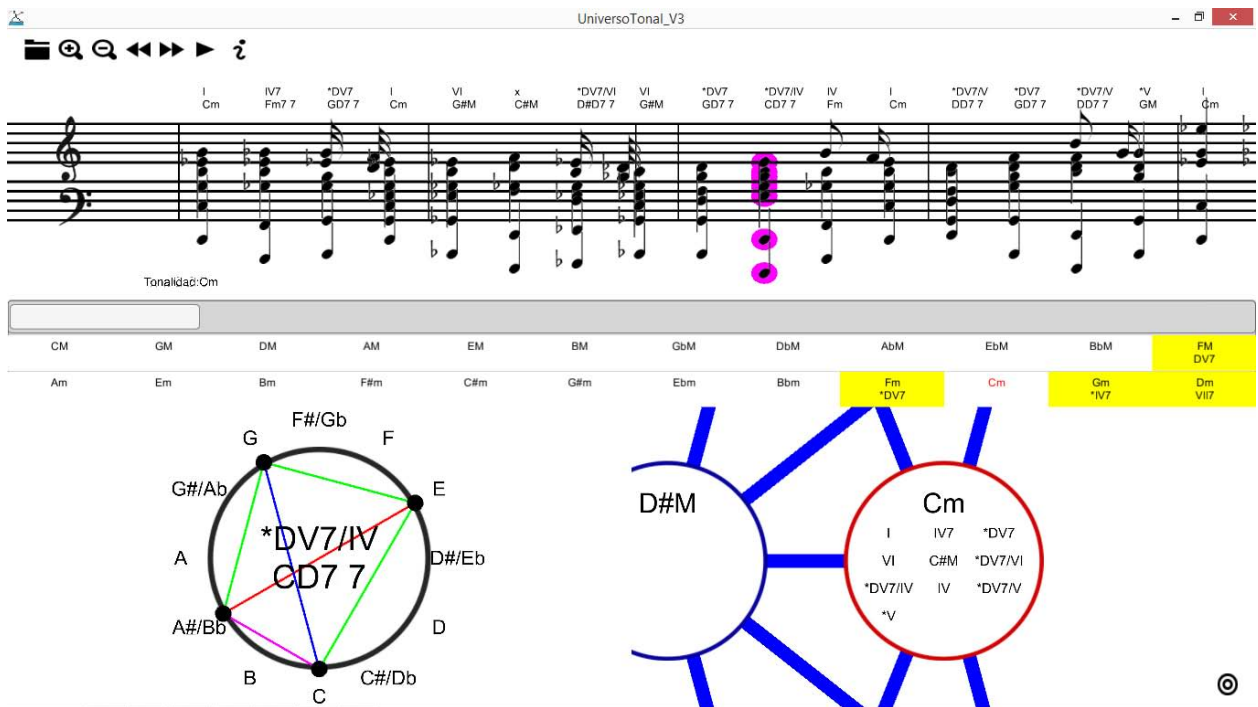 UniversoTonal_V3
I IV7 *DV7 I VI x *DV7/VI VI *DV7 *DV7/IV IV I *DV7/V *DV7 *DV7/V *V I
Cm Fm7 7 GD7 7 Cm G#M C#M D#D7 7 G#M GD7 7 CD7 7 Fm Cm DD7 7 GD7 7 DD7 7 GM Cm
Tonalidad:Cm
CM GM DM AM EM BM GbM DbM AbM EbM BbM FM
DV7
Am Em Bm F#m C#m G#m Ebm Bbm Fm Cm Gm Dm
*DV7 *IV7 VII7
F#/Gb
G F
G#/Ab E
A D#/Eb
A#/Bb D
B C#/Db
C
*DV7/IV
CD7 7
D#M
Cm
I IV7 *DV7
VI C#M *DV7/VI
*DV7/IV IV *DV7/V
*V